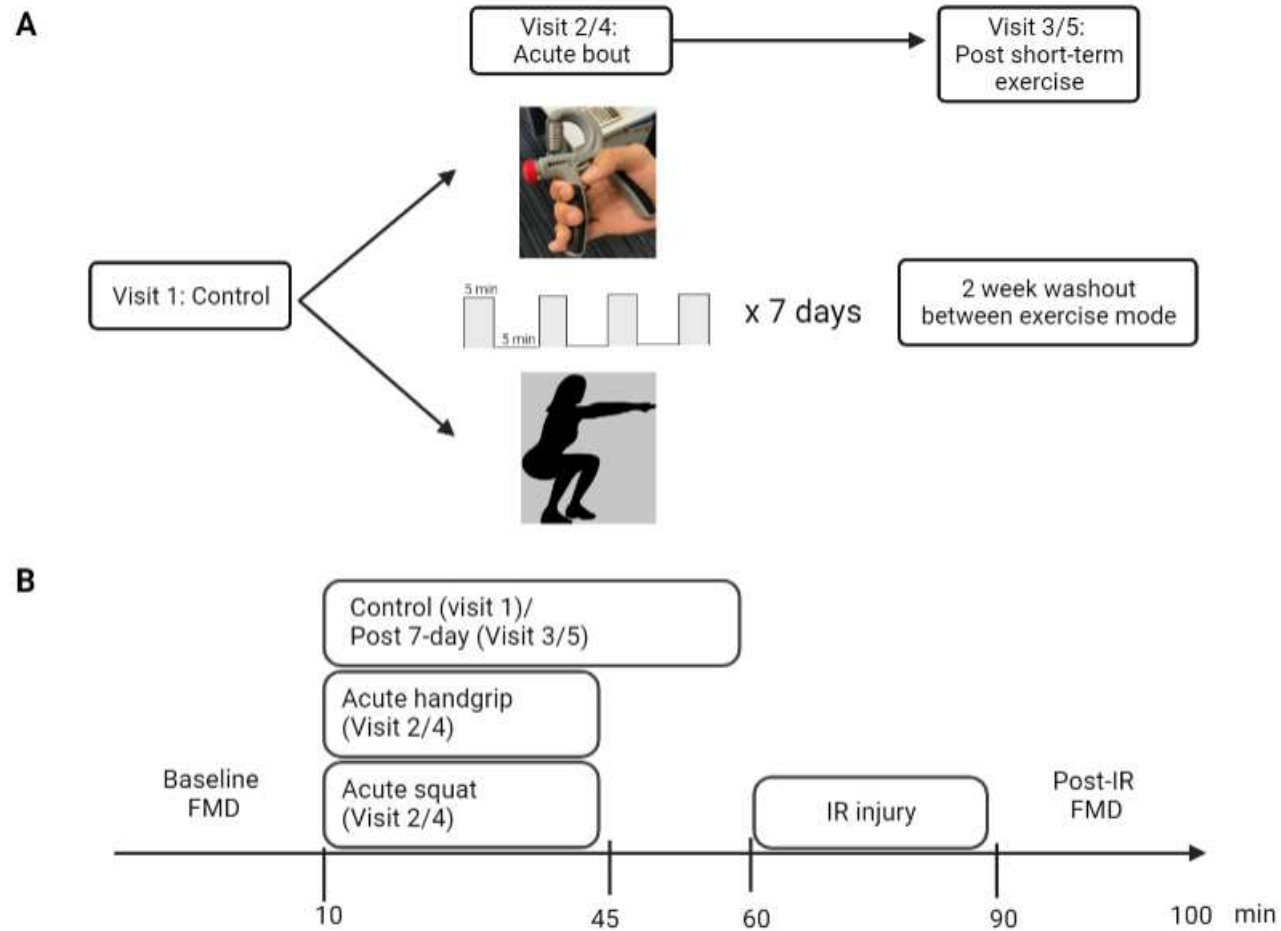 A
Visit 2/4:
Acute bout
Visit 3/5:
Post short-term
exercise
Visit 1: Control
5 min
5 min
x 7 days
2 week washout
between exercise mode
B
Control (visit 1)/
Post 7-day (Visit 3/5)
Acute handgrip
(Visit 2/4)
Baseline
FMD
Acute squat
(Visit 2/4)
IR injury
Post-IR
FMD
10
45
60
90
100 min